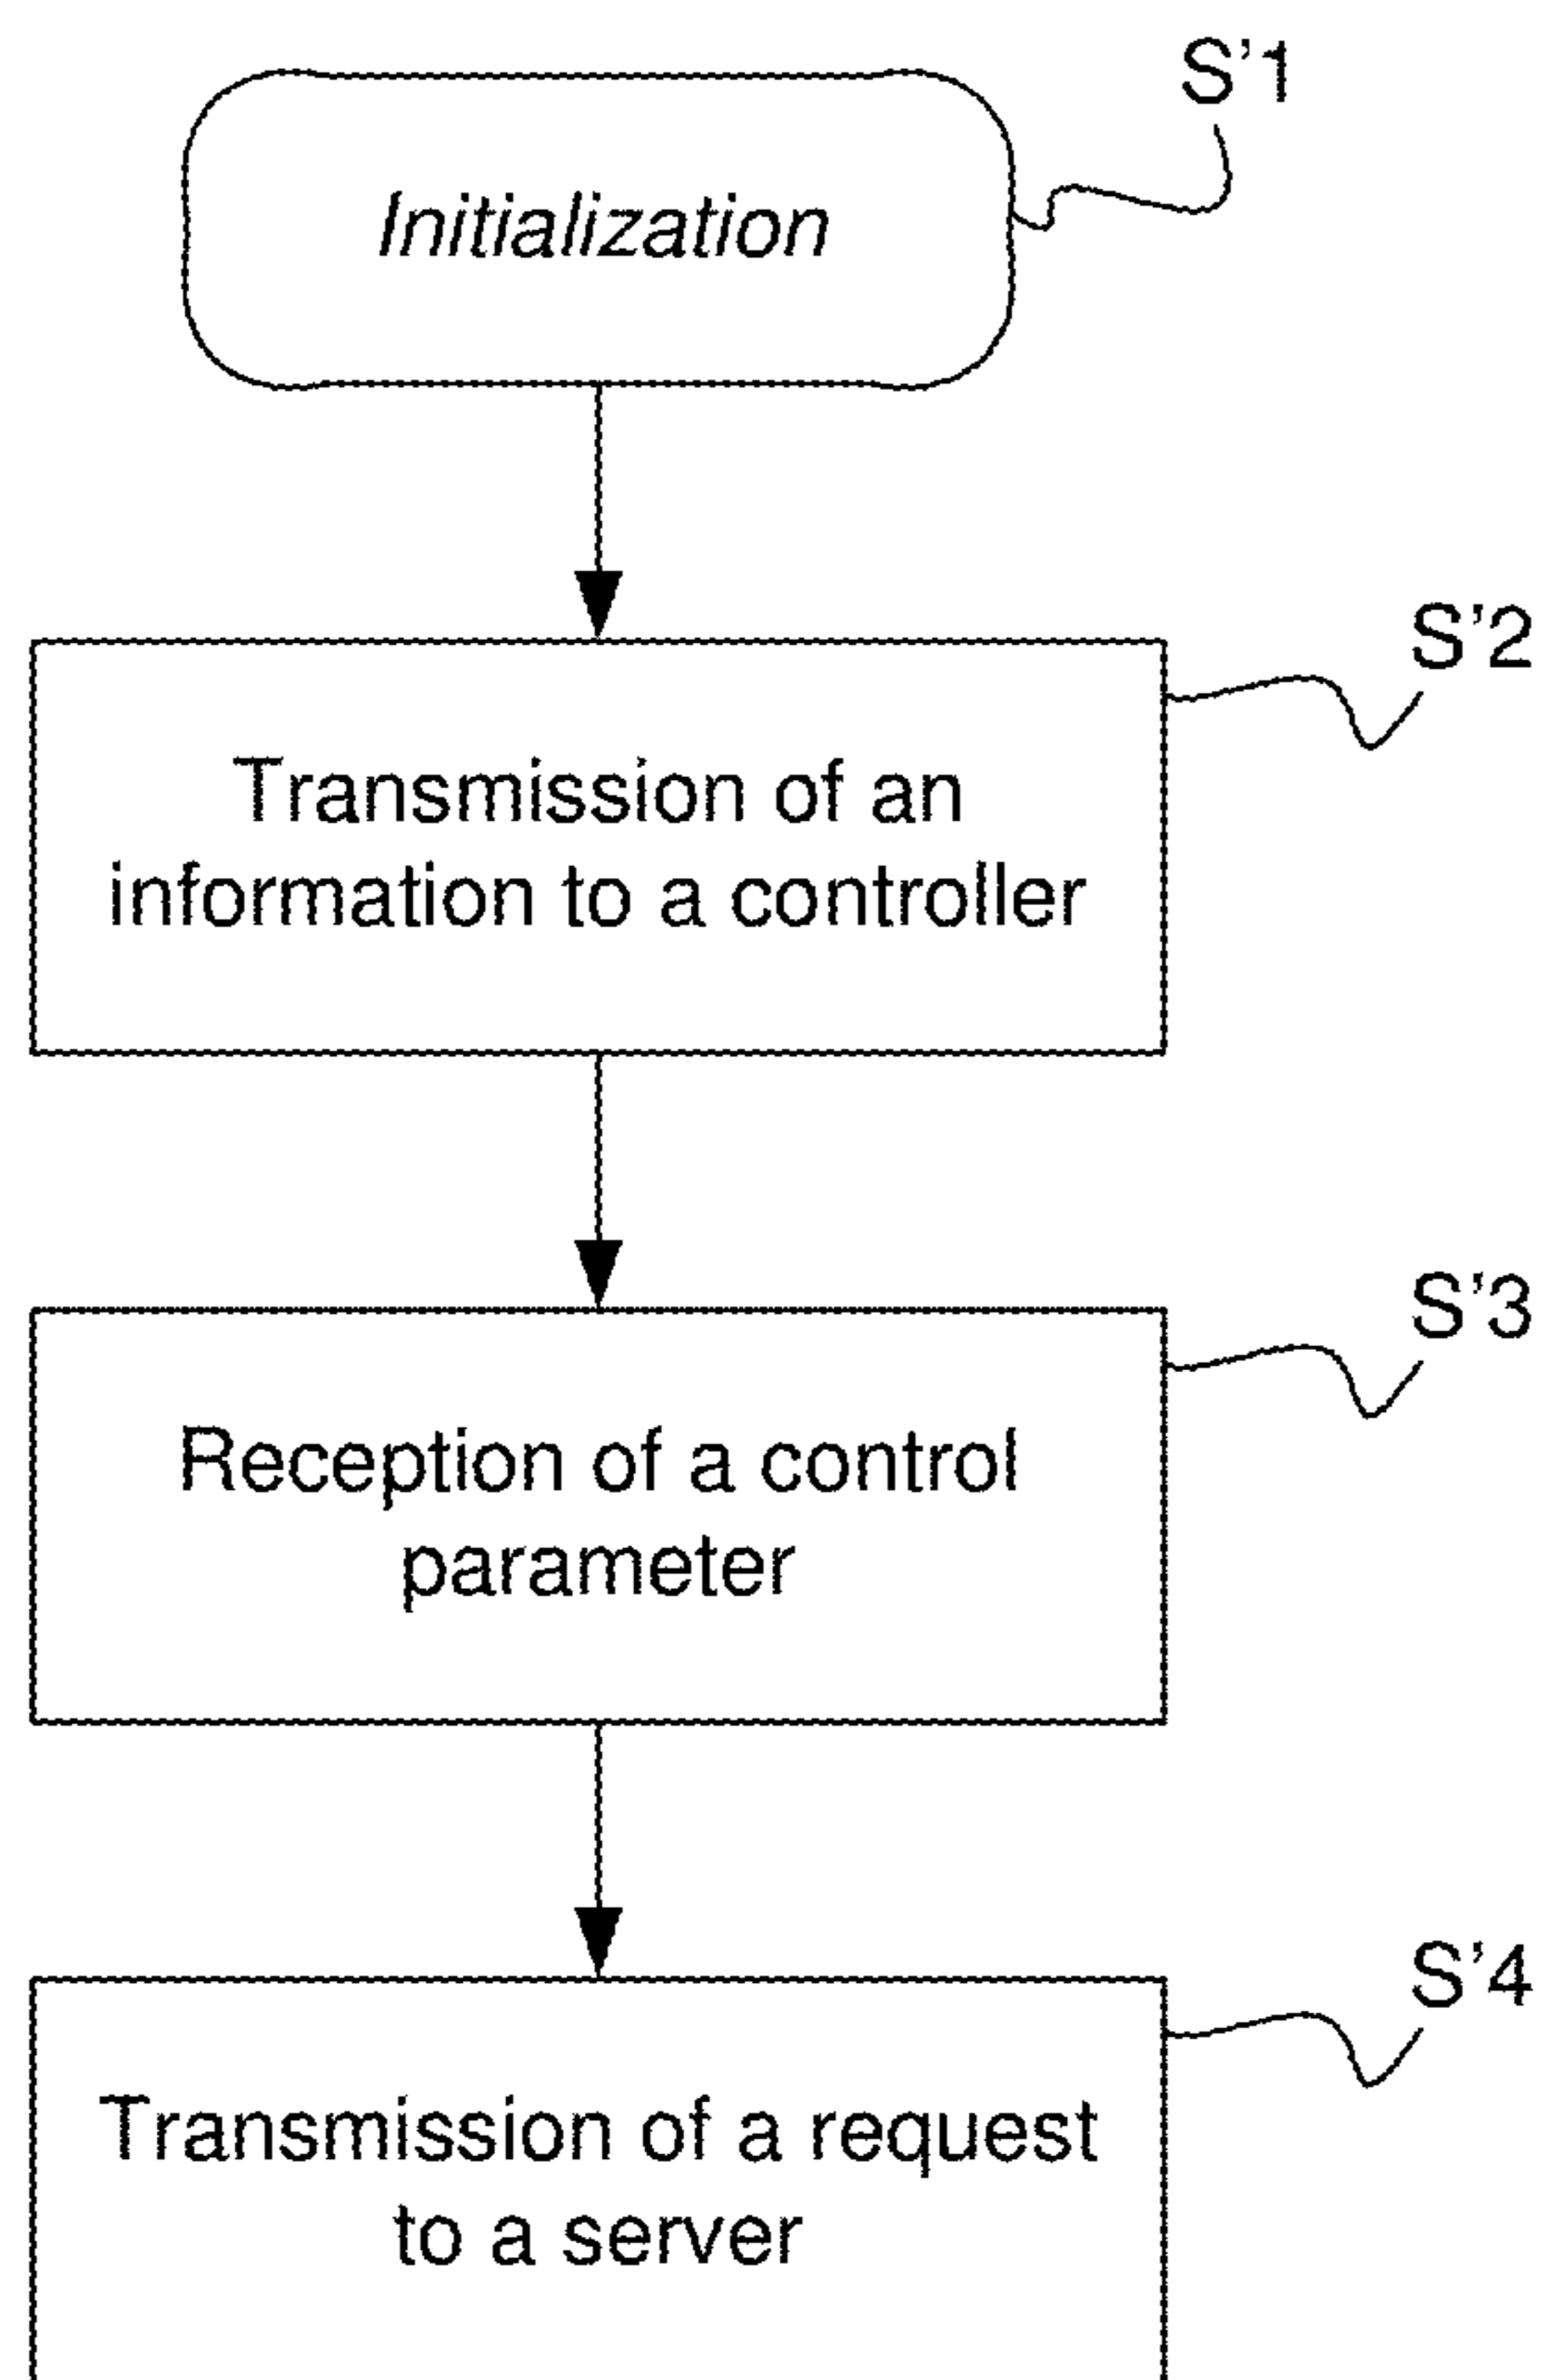 S'1
Initialization
S'2
Transmission of an
information to a controller
S'3
Reception of a control
parameter
S'4
Transmission of a request
to a server